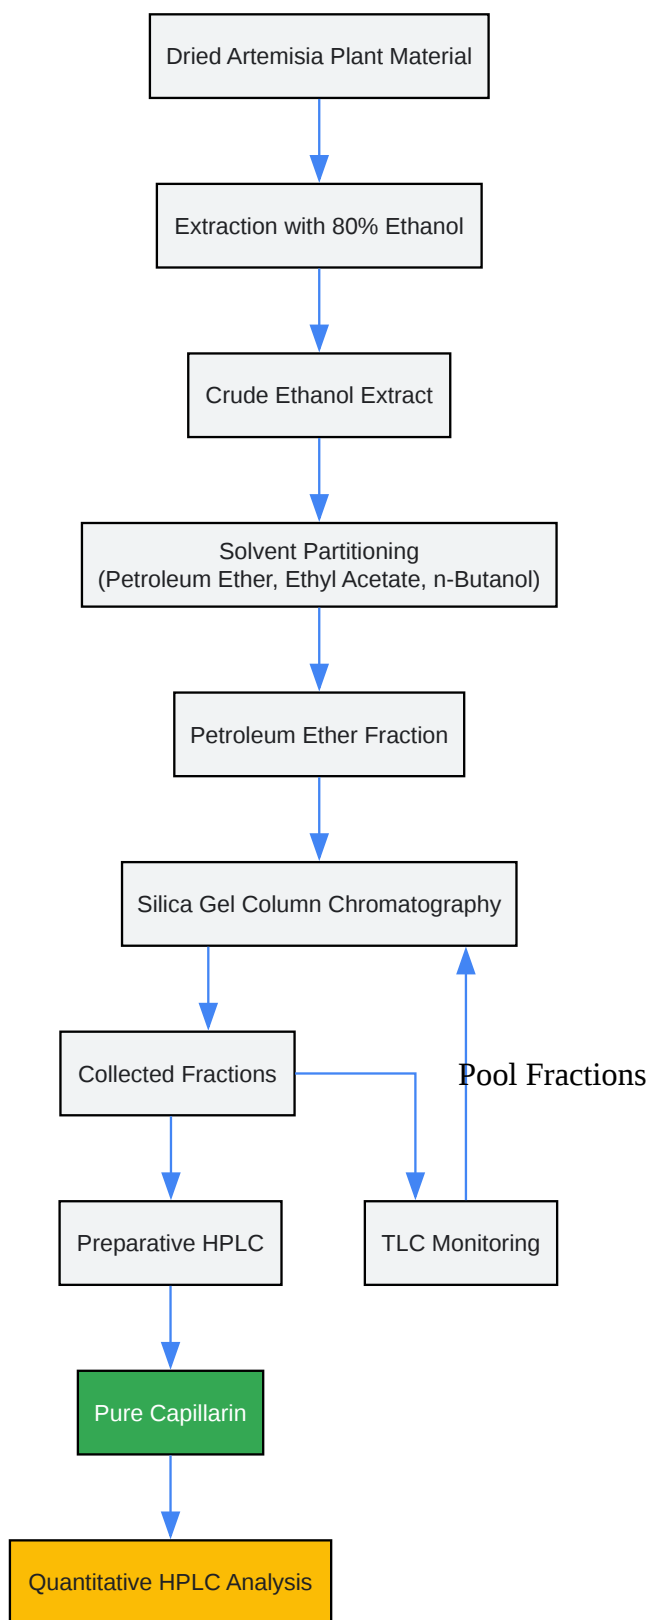 Dried Artemisia Plant Material
Extraction with 80% Ethanol
Crude Ethanol Extract
Solvent Partitioning
(Petroleum Ether, Ethyl Acetate, n-Butanol)
Petroleum Ether Fraction
Silica Gel Column Chromatography
Collected Fractions
Pool Fractions
Preparative HPLC
TLC Monitoring
Pure Capillarin
Quantitative HPLC Analysis